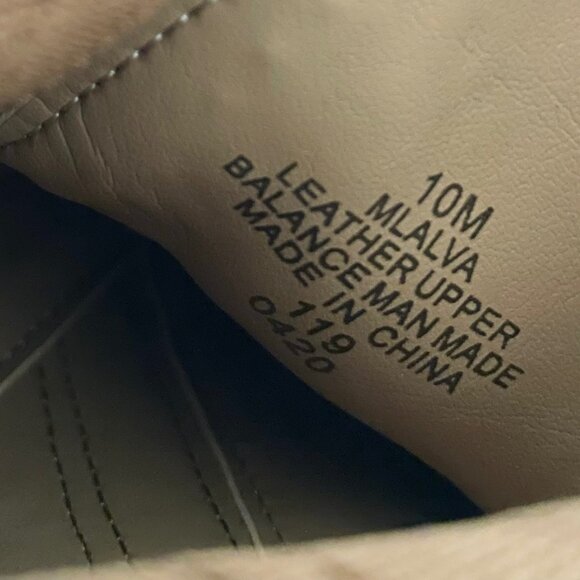 10M
MLALVA
LEATHER UPPER
BALANCE MAN MADE
MADE IN CHINA
119
0420